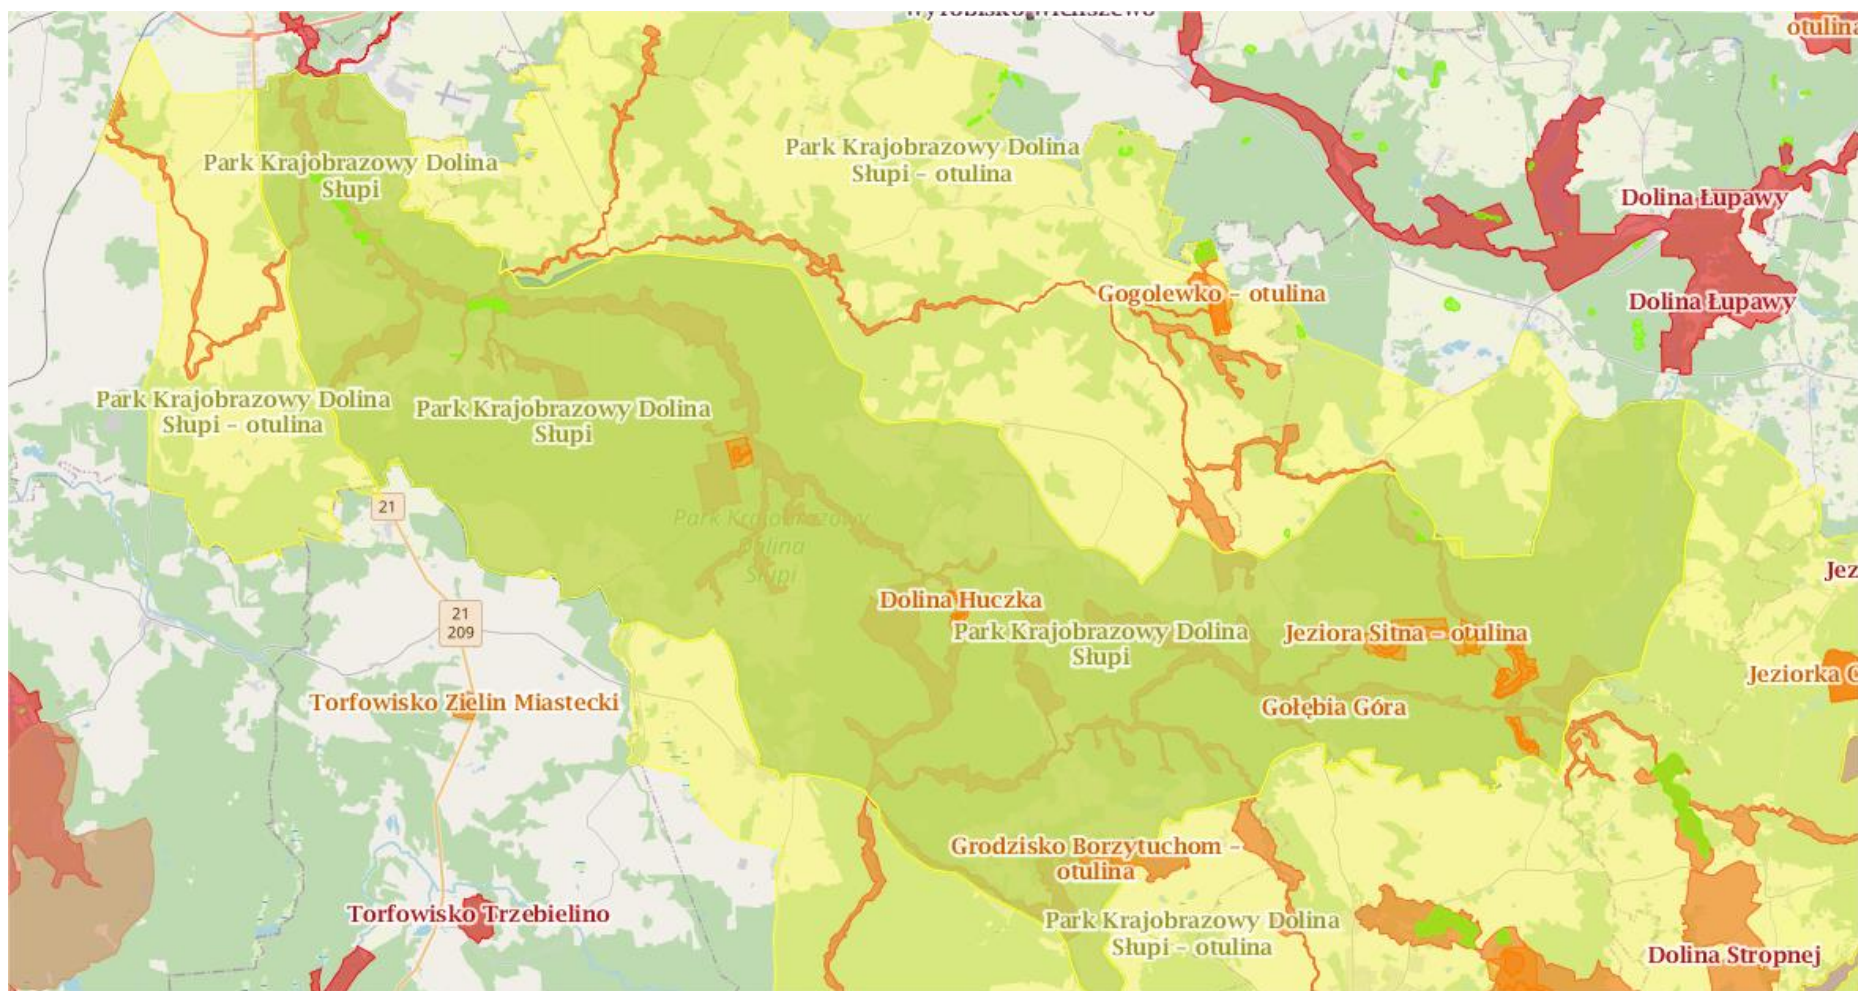 otulina
Park Krajobrazowy Dolina
Słupi
Park Krajobrazowy Dolina
Słupi – otulina
Dolina Łupawy
Gogolewko – otulina
Dolina Łupawy
Park Krajobrazowy Dolina
Słupi – otulina
Park Krajobrazowy Dolina
Słupi
21
Park Krajobrazowy
Dolina
Słupi
Jez
21
209
Dolina Huczka
Park Krajobrazowy Dolina
Słupi
Jeziora Sitna – otulina
Torfowisko Zielin Miastecki
Gołębia Góra
Jeziorka
Grodzisko Borzytuchom –
otulina
Torfowisko Trzebielino
Park Krajobrazowy Dolina
Słupi – otulina
Dolina Stropnej